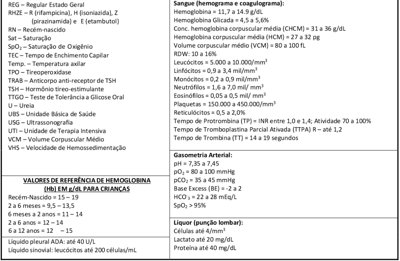 REG – Regular Estado Geral
RHZE – R (rifampicina), H (isoniazida), Z
(pirazinamida) e E (etambutol)
RN – Recém-nascido
Sat – Saturação
SpO₂ – Saturação de Oxigênio
TEC – Tempo de Enchimento Capilar
Temp. – Temperatura axilar
TPO – Tireoperoxidase
TRAB – Anticorpo anti-receptor de TSH
TSH – Hormônio tireo-estimulante
TTGO – Teste de Tolerância a Glicose Oral
U – Ureia
UBS – Unidade Básica de Saúde
USG – Ultrassonografia
UTI – Unidade de Terapia intensiva
VCM – Volume Corpuscular Médio
VHS – Velocidade de Hemossedimentação
VALORES DE REFERÊNCIA DE HEMOGLOBINA
(Hb) EM g/dL PARA CRIANÇAS
Recém-Nascido = 15 – 19
2 a 6 meses = 9,5 – 13,5
6 meses a 2 anos = 11 – 14
2 a 6 anos = 12 – 14
6 a 12 anos = 12 – 15
Líquido pleural ADA: até 40 U/L
Líquido sinovial: leucócitos até 200 células/mL
Sangue (hemograma e coagulograma):
Hemoglobina = 11,7 a 14.9 g/dL
Hemoglobina Glicada = 4,5 a 5,6%
Conc. hemoglobina corpuscular média (CHCM) = 31 a 36 g/dL
Hemoglobina corpuscular média (HCM) = 27 a 32 pg
Volume corpuscular médio (VCM) = 80 a 100 fL
RDW: 10 a 16%
Leucócitos = 5.000 a 10.000/mm³
Linfócitos = 0,9 a 3,4 mil/mm³
Monócitos = 0,2 a 0,9 mil/mm³
Neutrófilos = 1,6 a 7,0 mil/ mm³
Eosinófilos = 0,05 a 0,5 mil/ mm³
Plaquetas = 150.000 a 450.000/mm³
Reticulócitos = 0,5 a 2,0%
Tempo de Protrombina (TP) = INR entre 1,0 e 1,4; Atividade 70 a 100%
Tempo de Tromboplastina Parcial Ativada (TTPA) R – até 1,2
Tempo de Trombina (TT) = 14 a 19 segundos
Gasometria Arterial:
pH = 7,35 a 7,45
pO₂ = 80 a 100 mmHg
pCO₂ = 35 a 45 mmHg
Base Excess (BE) = -2 a 2
HCO⁻₃ = 22 a 28 mEq/L
SpO₂ > 95%
Líquor (punção lombar):
Células até 4/mm³
Lactato até 20 mg/dL
Proteína até 40 mg/dL